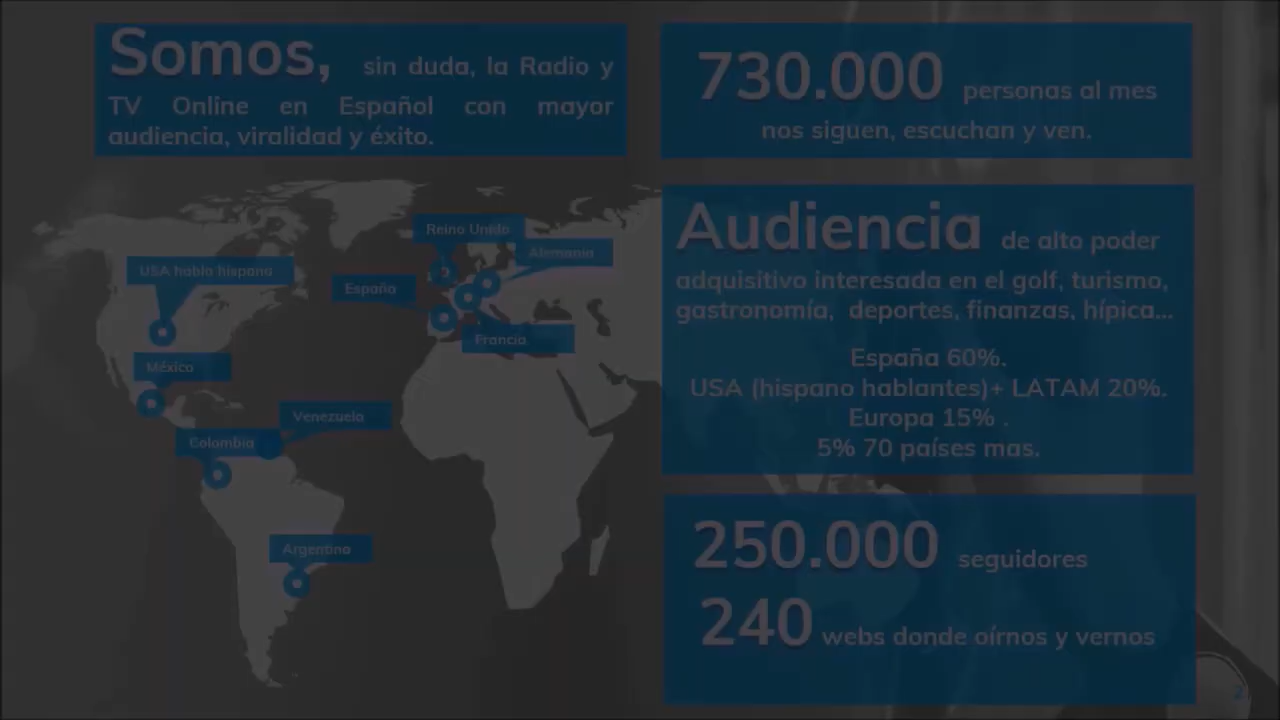 Somos, sin duda, la Radio y
TV Online en Español con mayor
audiencia, viralidad y éxito.
730.000 personas al mes
nos siguen, escuchan y ven.
Reino Unido
Alemania
USA habla hispana
España
Francia
México
Venezuela
Colombia
Argentina
Audiencia de alto poder
adquisitivo interesada en el golf, turismo,
gastronomía, deportes, finanzas, hípica...
España 60%.
USA (hispano hablantes)+ LATAM 20%.
Europa 15% .
5% 70 países mas.
250.000 seguidores
240 webs donde oírnos y vernos
2